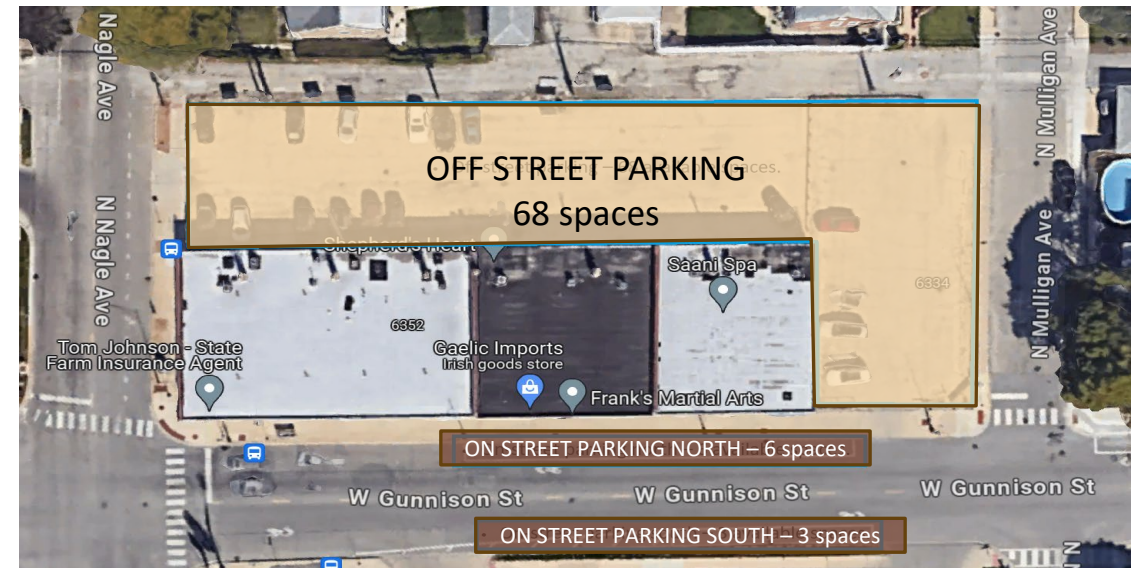 Nagle Ave
N Mulligan Ave
OFF STREET PARKING
68 spaces
N Nagle Ave
N Mulligan Ave
Shepherd's Heart
Saani Spa
6334
6352
Tom Johnson - State
Farm Insurance Agent
Gaelic Imports
Irish goods store
Frank's Martial Arts
ON STREET PARKING NORTH – 6 spaces
W Gunnison St
W Gunnison St
W Gunnison St
ON STREET PARKING SOUTH – 3 spaces
N